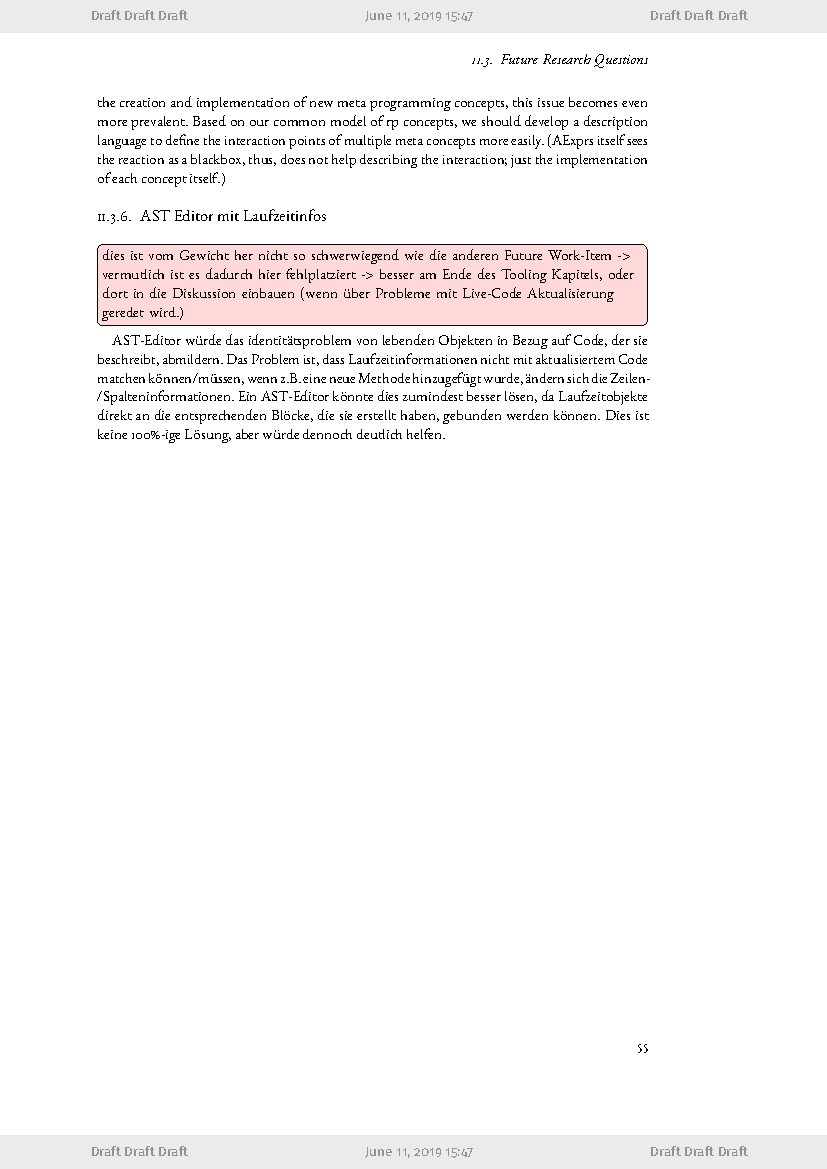 Draft Draft Draft June 11, 2019 15:47 Draft Draft Draft
11.3. Future Research Questions
the creation and implementation of new meta programming concepts, this issue becomes even
more prevalent. Based on our common model of rp concepts, we should develop a description
language to define the interaction points of multiple meta concepts more easily. (AExprs itself sees
the reaction as a blackbox, thus, does not help describing the interaction; just the implementation
of each concept itself.)
11.3.6. AST Editor mit Laufzeitinfos
dies ist vom Gewicht her nicht so schwerwiegend wie die anderen Future Work-Item ->
vermutlich ist es dadurch hier fehlplatziert -> besser am Ende des Tooling Kapitels, oder
dort in die Diskussion einbauen (wenn über Probleme mit Live-Code Aktualisierung
geredet wird.)
AST-Editor würde das identitätsproblem von lebenden Objekten in Bezug auf Code, der sie
beschreibt, abmildern. Das Problem ist, dass Laufzeitinformationen nicht mit aktualisiertem Code
matchen können/müssen, wenn z.B. eine neue Methode hinzugefügt wurde, ändern sich die Zeilen-
/Spalteninformationen. Ein AST-Editor könnte dies zumindest besser lösen, da Laufzeitobjekte
direkt an die entsprechenden Blöcke, die sie erstellt haben, gebunden werden können. Dies ist
keine 100%-ige Lösung, aber würde dennoch deutlich helfen.
55
Draft Draft Draft June 11, 2019 15:47 Draft Draft Draft